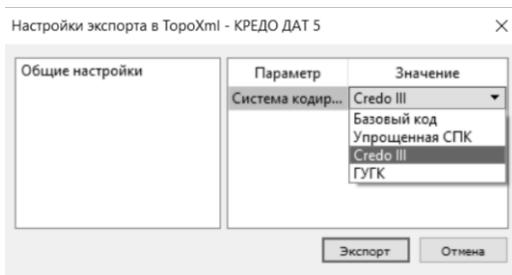 Настройки экспорта в TopoXml - КРЕДО ДАТ 5
Общие настройки
Параметр Значение
Система кодир... Credo III
Базовый код
Упрощенная СПК
Credo III
ГУГК
Экспорт Отмена